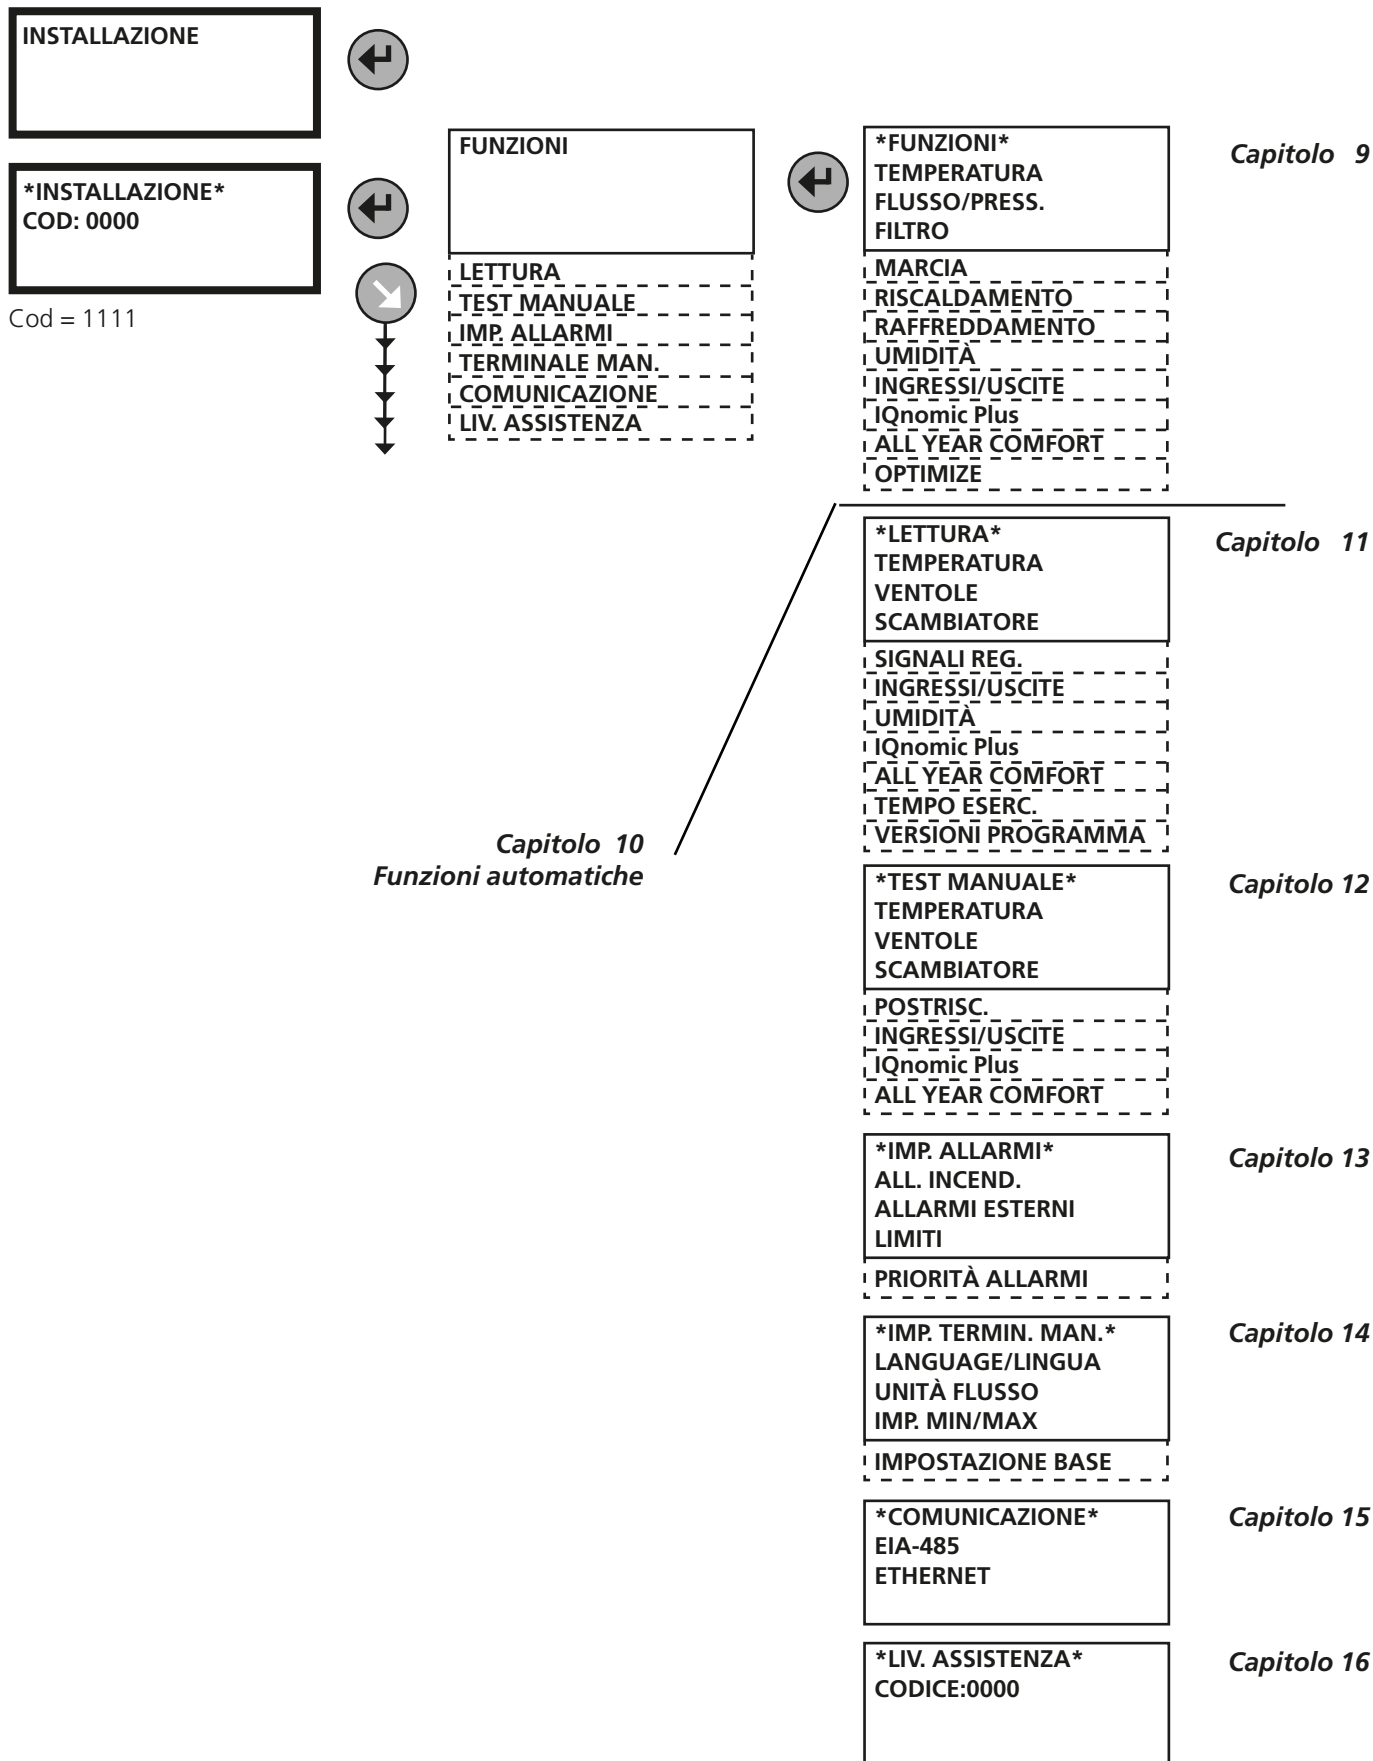 INSTALLAZIONE
*INSTALLAZIONE*
COD: 0000
Cod = 1111
FUNZIONI
LETTURA
TEST MANUALE
IMP. ALLARMI
TERMINALE MAN.
COMUNICAZIONE
LIV. ASSISTENZA
*FUNZIONI*
TEMPERATURA
FLUSSO/PRESS.
FILTRO
MARCIA
RISCALDAMENTO
RAFFREDDAMENTO
UMIDITÀ
INGRESSI/USCITE
IQnomic Plus
ALL YEAR COMFORT
OPTIMIZE
Capitolo 9
Capitolo 10
Funzioni automatiche
*LETTURA*
TEMPERATURA
VENTOLE
SCAMBIATORE
SIGNALI REG.
INGRESSI/USCITE
UMIDITÀ
IQnomic Plus
ALL YEAR COMFORT
TEMPO ESERC.
VERSIONI PROGRAMMA
Capitolo 11
*TEST MANUALE*
TEMPERATURA
VENTOLE
SCAMBIATORE
POSTRISC.
INGRESSI/USCITE
IQnomic Plus
ALL YEAR COMFORT
Capitolo 12
*IMP. ALLARMI*
ALL. INCEND.
ALLARMI ESTERNI
LIMITI
PRIORITÀ ALLARMI
Capitolo 13
*IMP. TERMIN. MAN.*
LANGUAGE/LINGUA
UNITÀ FLUSSO
IMP. MIN/MAX
IMPOSTAZIONE BASE
Capitolo 14
*COMUNICAZIONE*
EIA-485
ETHERNET
Capitolo 15
*LIV. ASSISTENZA*
CODICE:0000
Capitolo 16